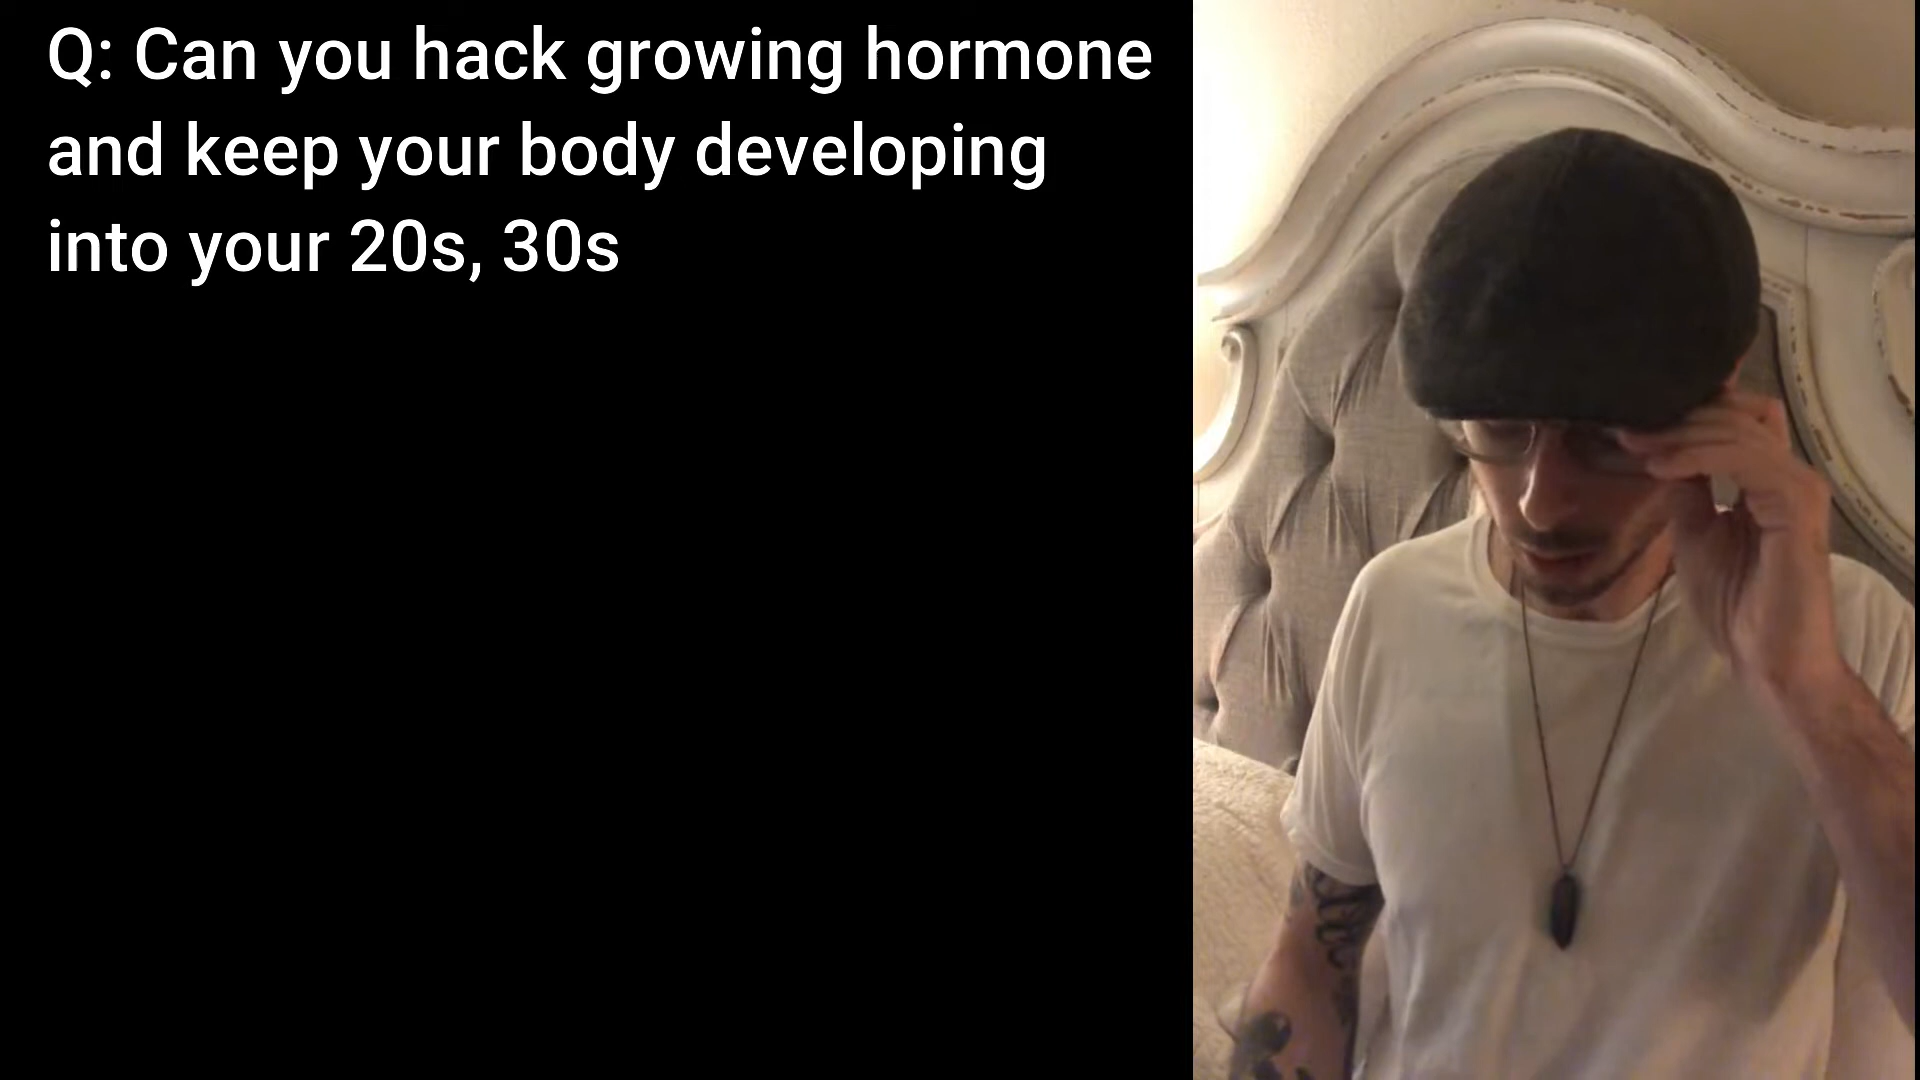 Q: Can you hack growing hormone
and keep your body developing
into your 20s, 30s